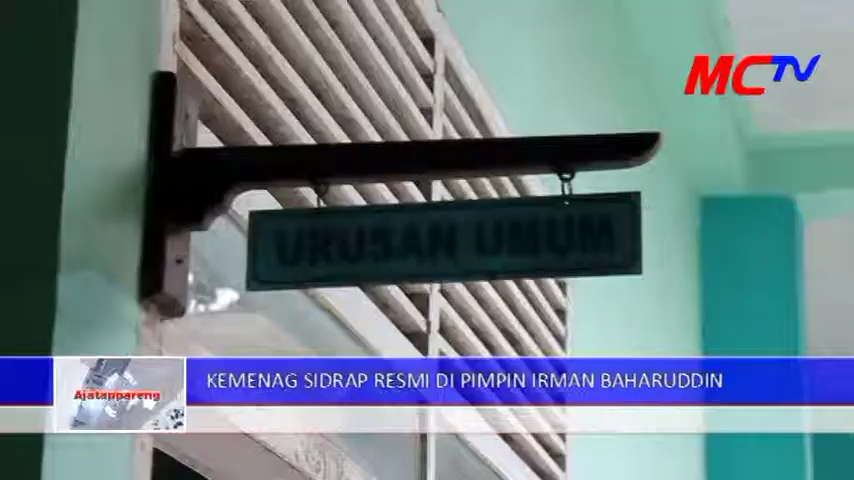 MCTV
URUSAN UMUM
KEMENAG SIDRAP RESMI DI PIMPIN IRMAN BAHARUDDIN
Ajatappareng